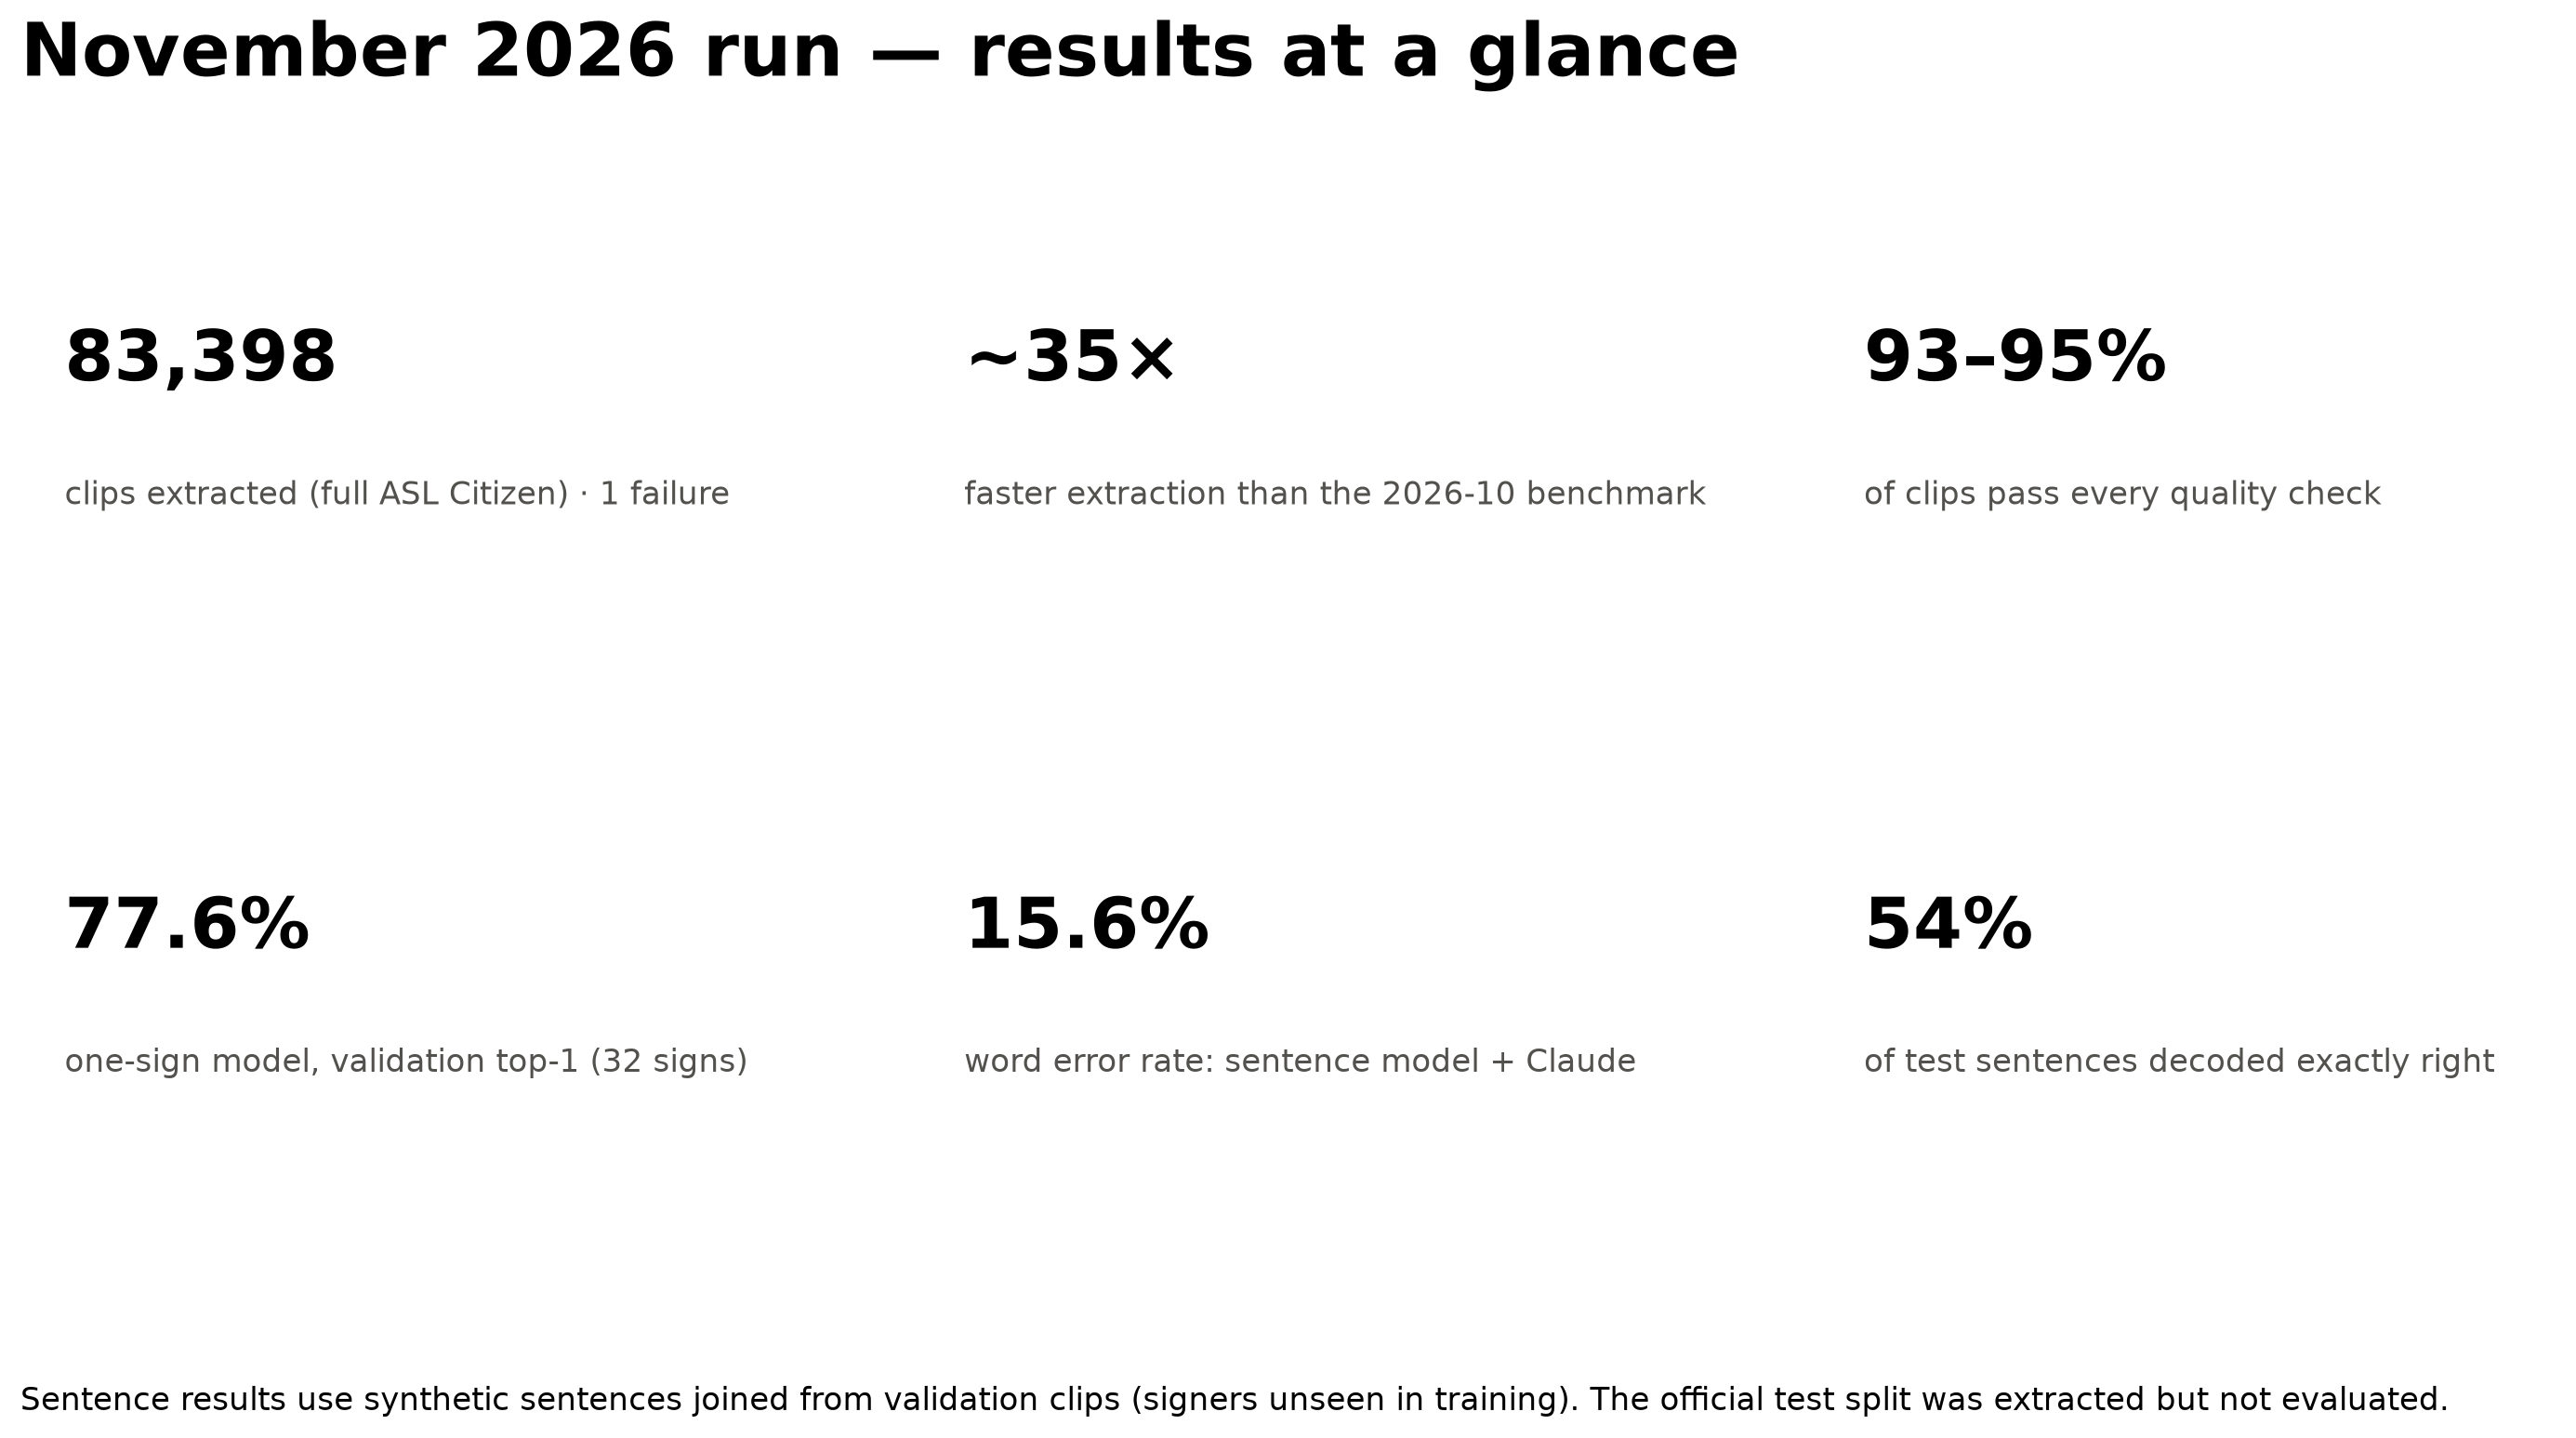 November 2026 run — results at a glance
83,398
clips extracted (full ASL Citizen) · 1 failure
~35×
faster extraction than the 2026-10 benchmark
93–95%
of clips pass every quality check
77.6%
one-sign model, validation top-1 (32 signs)
15.6%
word error rate: sentence model + Claude
54%
of test sentences decoded exactly right
Sentence results use synthetic sentences joined from validation clips (signers unseen in training). The official test split was extracted but not evaluated.